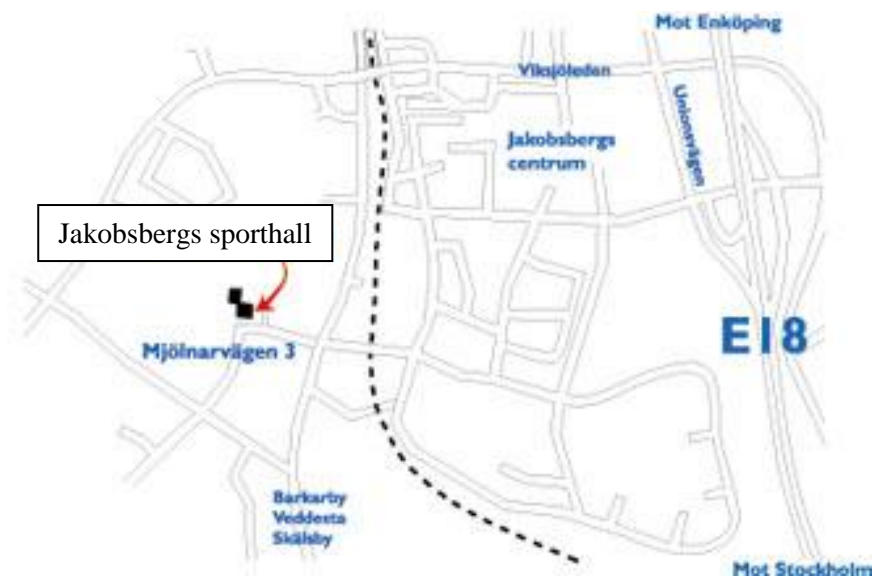 Mot Enköping
Viksjöleden
Unionsvägen
Jakobsbergs
centrum
Jakobsbergs sporthall
E18
Mjölnarvägen 3
Barkarby
Veddesta
Skälsby
Mot Stockholm